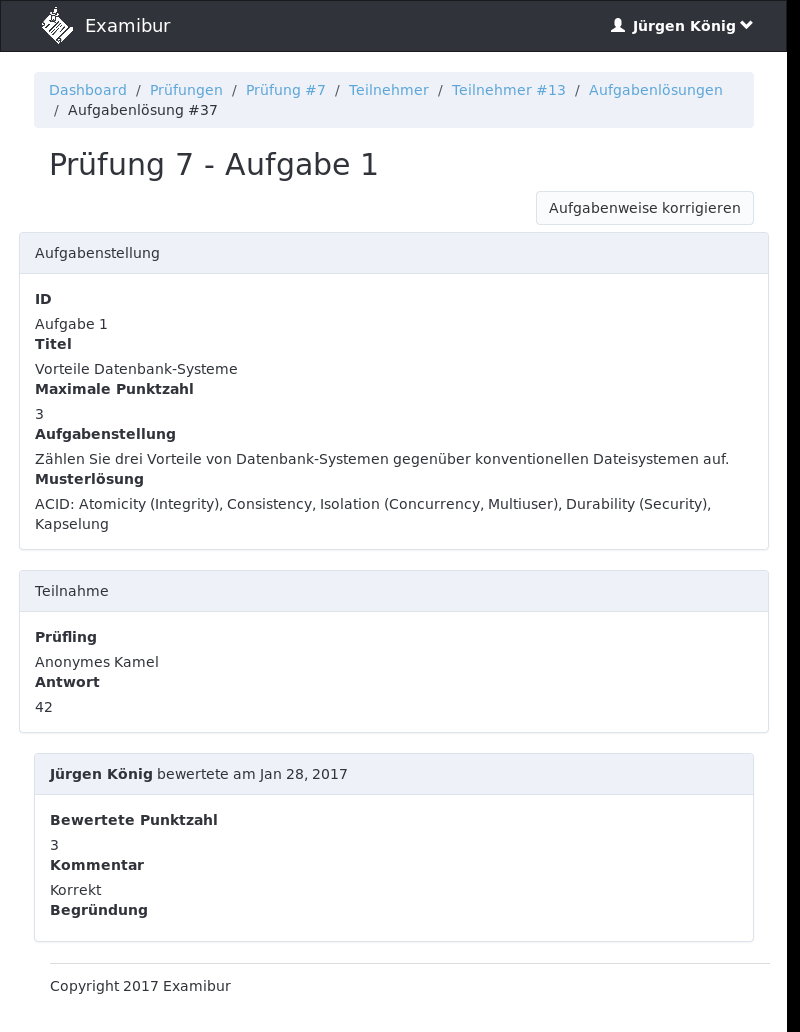 Examibur
Jürgen König
Dashboard / Prüfungen / Prüfung #7 / Teilnehmer / Teilnehmer #13 / Aufgabenlösungen
/ Aufgabenlösung #37
Prüfung 7 - Aufgabe 1
Aufgabenweise korrigieren
Aufgabenstellung
ID
Aufgabe 1
Titel
Vorteile Datenbank-Systeme
Maximale Punktzahl
3
Aufgabenstellung
Zählen Sie drei Vorteile von Datenbank-Systemen gegenüber konventionellen Dateisystemen auf.
Musterlösung
ACID: Atomicity (Integrity), Consistency, Isolation (Concurrency, Multiuser), Durability (Security),
Kapselung
Teilnahme
Prüfling
Anonymes Kamel
Antwort
42
Jürgen König bewertete am Jan 28, 2017
Bewertete Punktzahl
3
Kommentar
Korrekt
Begründung
Copyright 2017 Examibur